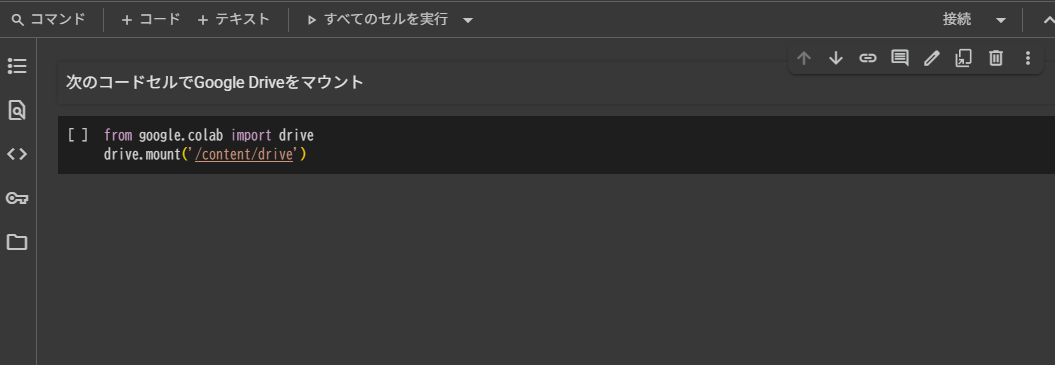 コマンド + コード + テキスト すべてのセルを実行 接続
次のコードセルでGoogle Driveをマウント
[ ] from google.colab import drive
drive.mount('/content/drive')